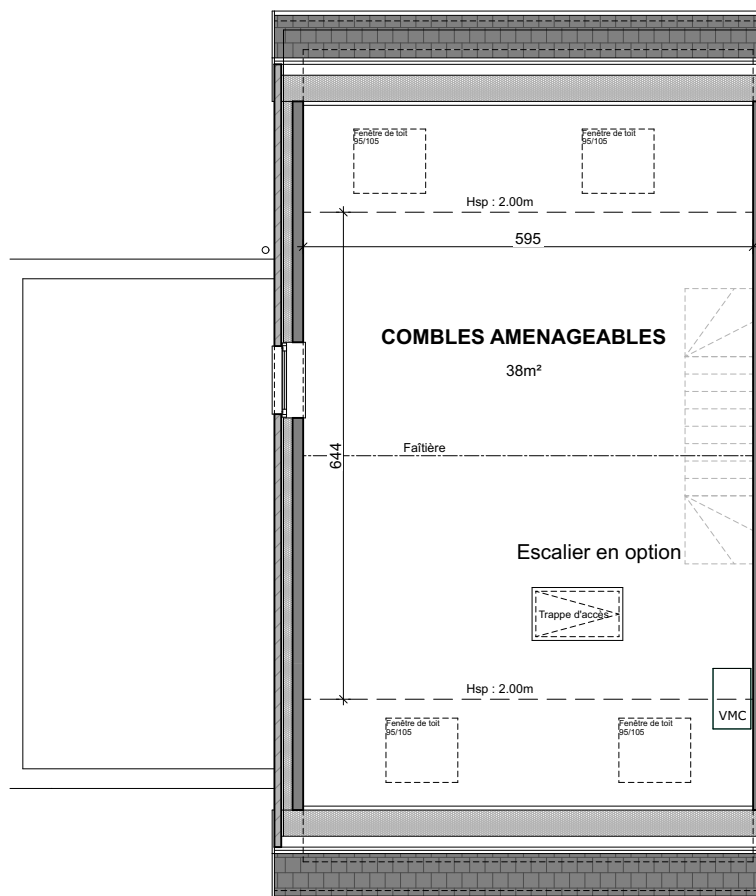 Fenêtre de toit
95/105
Fenêtre de toit
95/105
Hsp : 2.00m
595
COMBLES AMENAGEABLES
38m²
644
Faîtière
Escalier en option
Trappe d'accès
Hsp : 2.00m
VMC
Fenêtre de toit
95/105
Fenêtre de toit
95/105